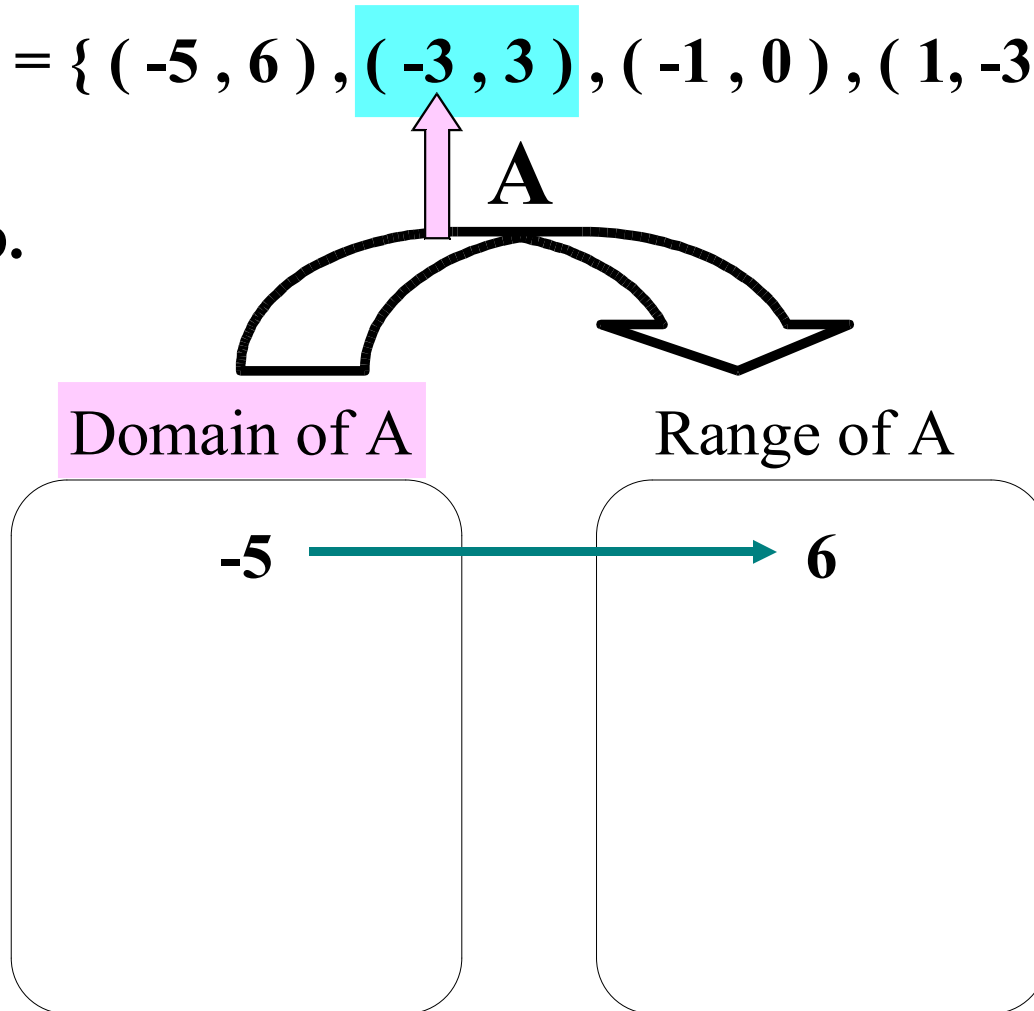 = { ( -5 , 6 ) , ( -3 , 3 ) , ( -1 , 0 ) , ( 1, -3
A
Domain of A Range of A
-5 6